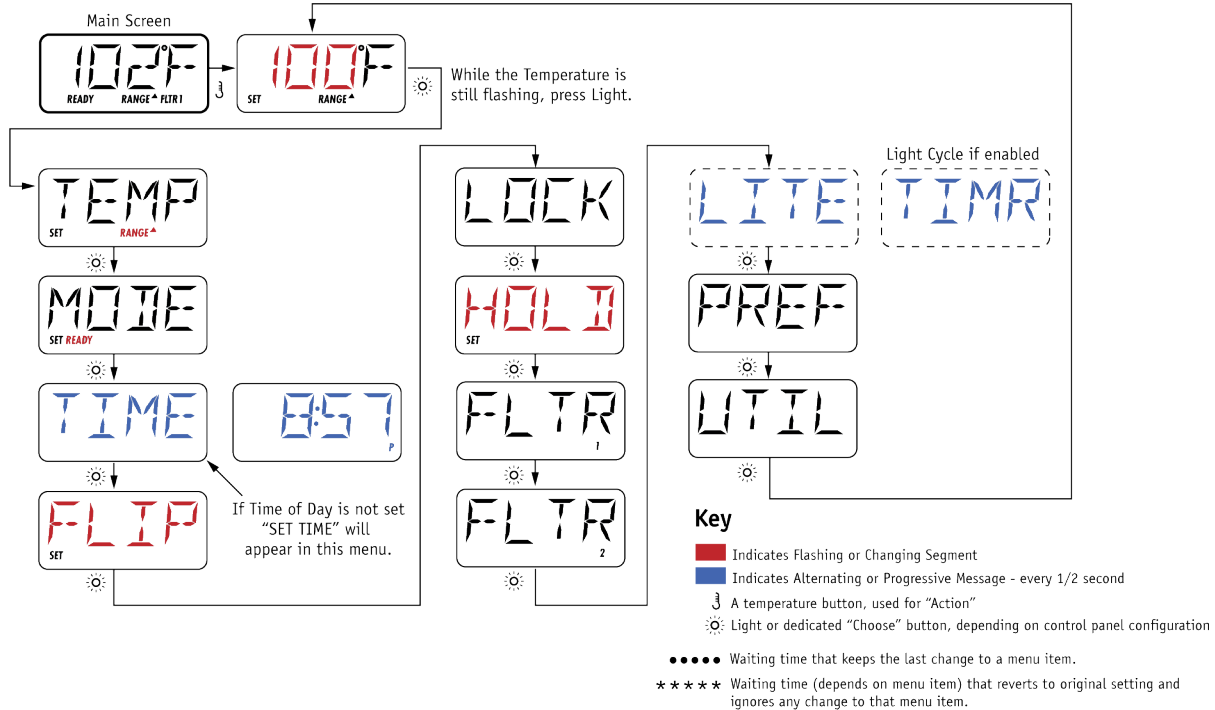 Main Screen
102°F
READY RANGE FLTR1
100°F
SET RANGE
While the Temperature is
still flashing, press Light.
TEMP
SET RANGE
MODE
SET READY
TIME
8:57
P
FLIP
SET
If Time of Day is not set
“SET TIME” will
appear in this menu.
LOCK
HOLD
SET
FLTR
1
FLTR
2
Light Cycle if enabled
LITE TIMR
PREF
UTIL
Key
Indicates Flashing or Changing Segment
Indicates Alternating or Progressive Message - every 1/2 second
A temperature button, used for “Action”
Light or dedicated “Choose” button, depending on control panel configuration
••••• Waiting time that keeps the last change to a menu item.
* * * * * Waiting time (depends on menu item) that reverts to original setting and
ignores any change to that menu item.